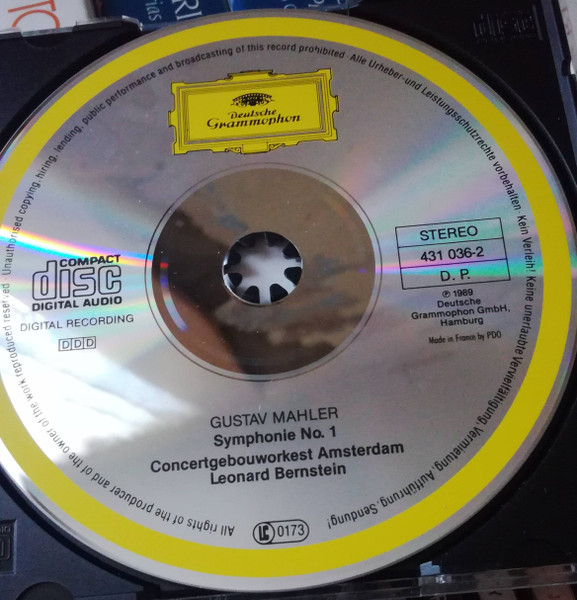 TO
RI
rias
Unauthorised copying, hiring, lending, public performance and broadcasting of this record prohibited · Alle Urheber- und Leistungsschutzrechte vorbehalten · Kein Verleih! Keine unerlaubte Vervielfältigung, Vermietung, Aufführung, Sendung!
Deutsche
Grammophon
STEREO
431 036-2
D. P.
℗ 1989
Deutsche
Grammophon GmbH,
Hamburg
Made in France by PDO
COMPACT
disc
DIGITAL AUDIO
DIGITAL RECORDING
DDD
GUSTAV MAHLER
Symphonie No. 1
Concertgebouworkest Amsterdam
Leonard Bernstein
LC 0173
All rights of the producer and of the owner of the work reproduced reserved ·